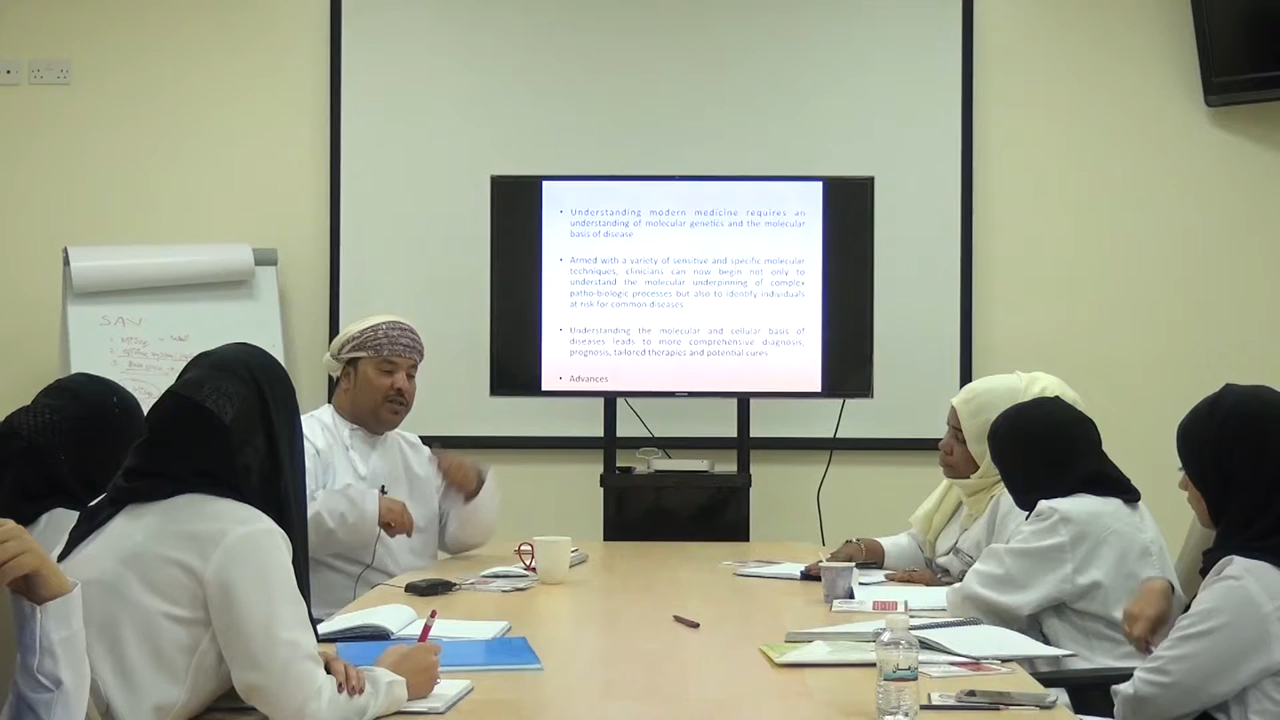 • Understanding modern medicine requires an
understanding of molecular genetics and the molecular
basis of disease
• Armed with a variety of sensitive and specific molecular
techniques, clinicians can now begin not only to
understand the molecular underpinning of complex
patho-biologic processes but also to identify individuals
at risk for common diseases
• Understanding the molecular and cellular basis of
diseases leads to more comprehensive diagnosis,
prognosis, tailored therapies and potential cures
• Advances
SAV